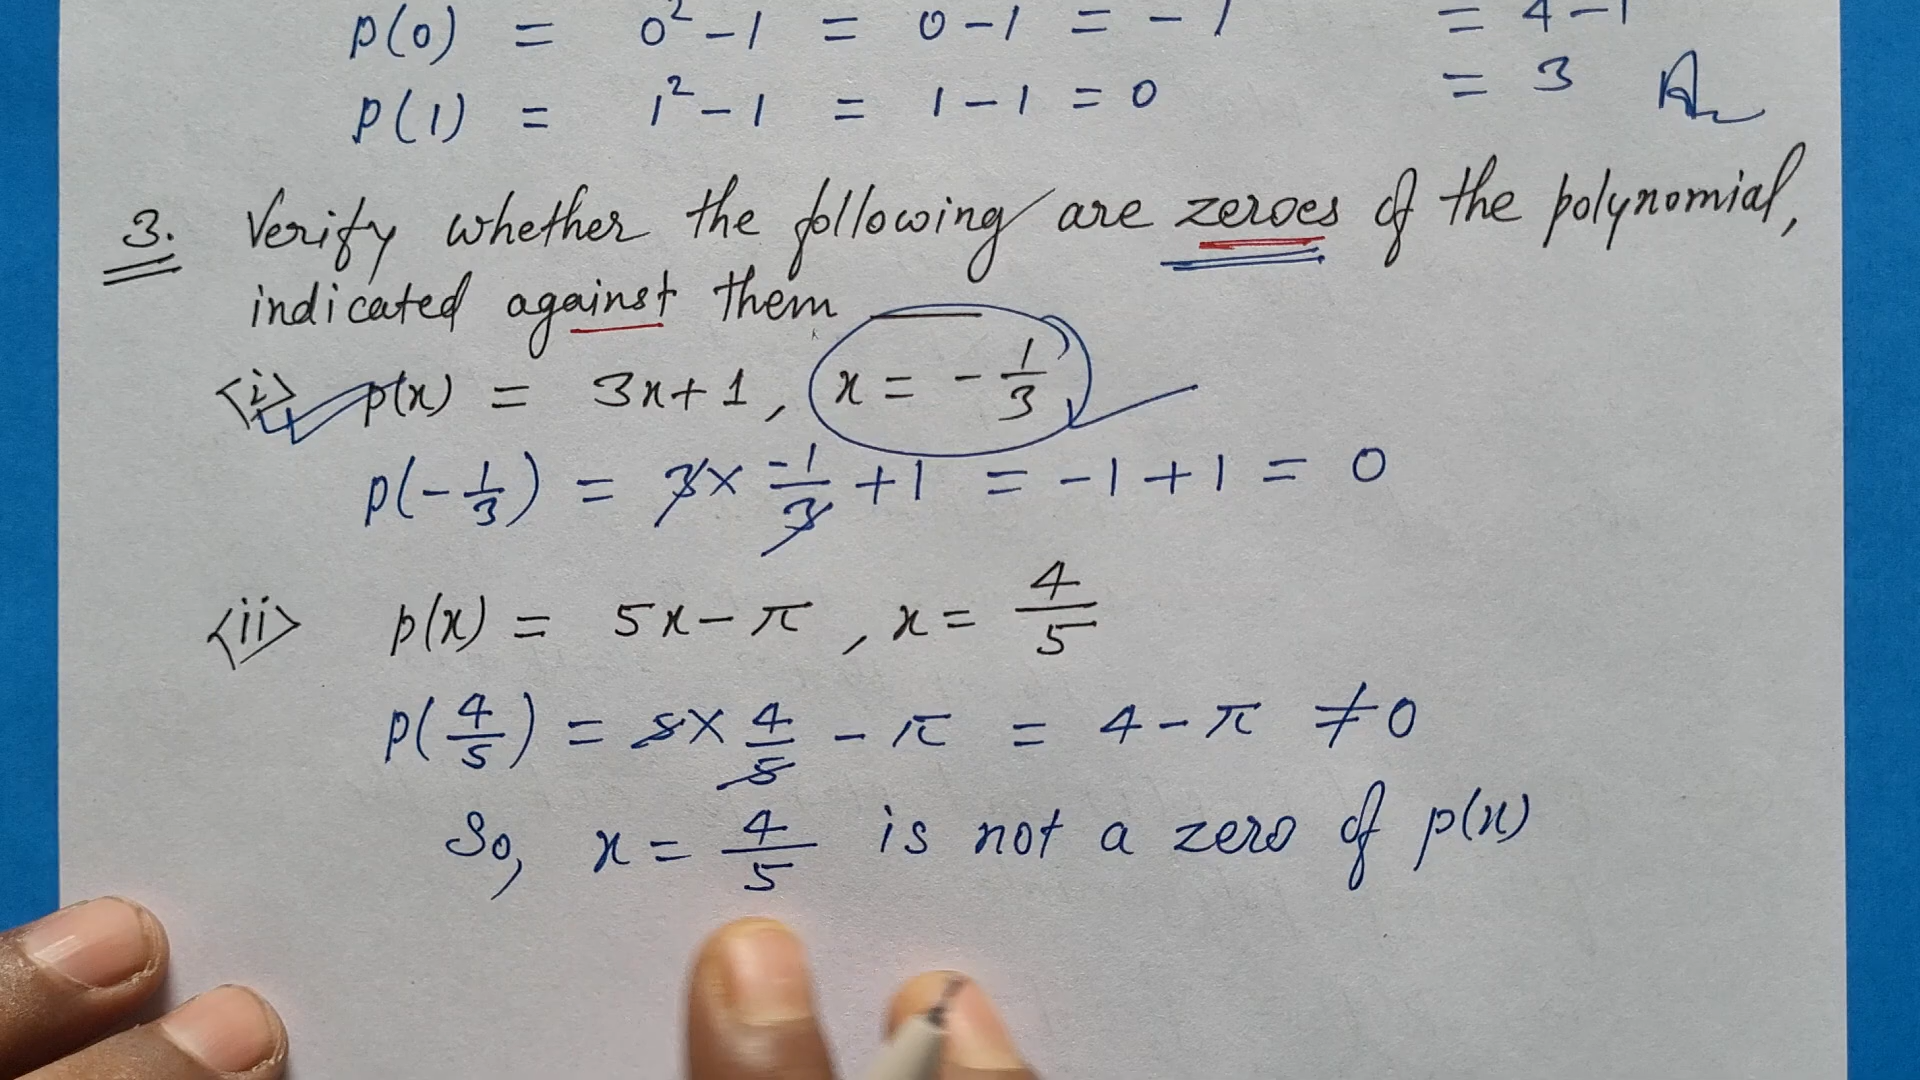 p(0) = 0² - 1 = 0 - 1 = - 1 = 4 - 1
p(1) = 1² - 1 = 1 - 1 = 0 = 3
3. Verify whether the following are zeroes of the polynomial,
indicated against them
<i> p(x) = 3x + 1, x = - 1/3
p(- 1/3) = 3 × -1/3 + 1 = -1 + 1 = 0
<ii> p(x) = 5x - π, x = 4/5
p(4/5) = 5 × 4/5 - π = 4 - π ≠ 0
So, x = 4/5 is not a zero of p(x)